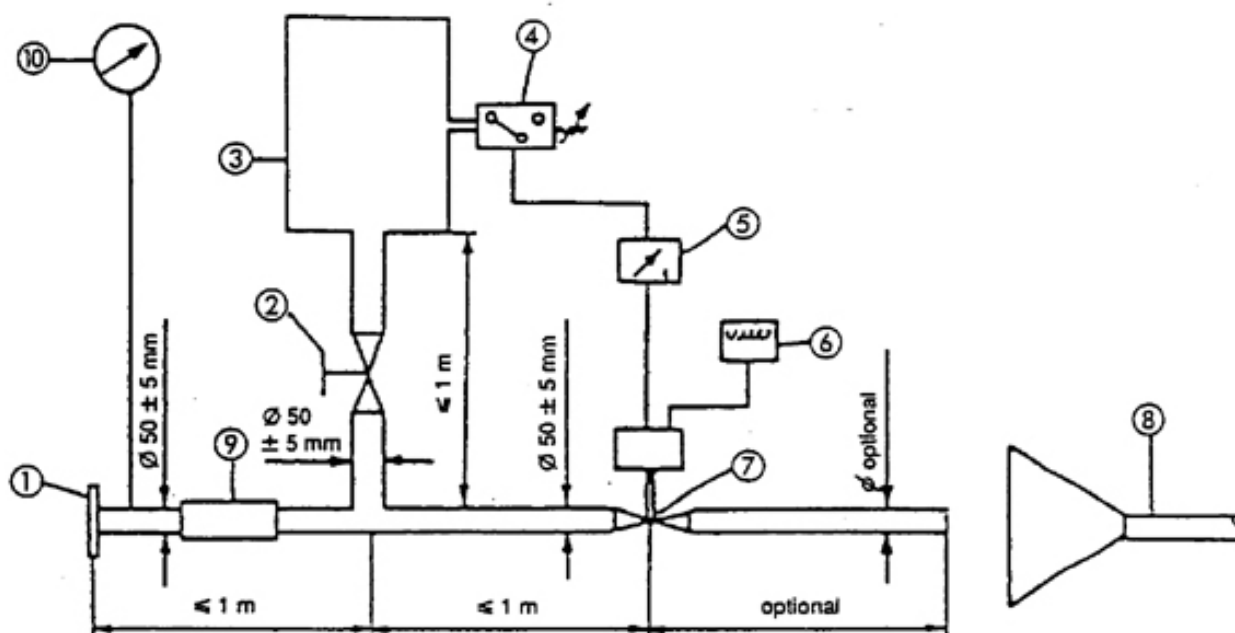 10
4
3
5
2
6
≤ 1 m
Ø 50 ± 5 mm
Ø 50
± 5 mm
Ø 50 ± 5 mm
Ø optional
9
7
8
1
≤ 1 m
≤ 1 m
optional